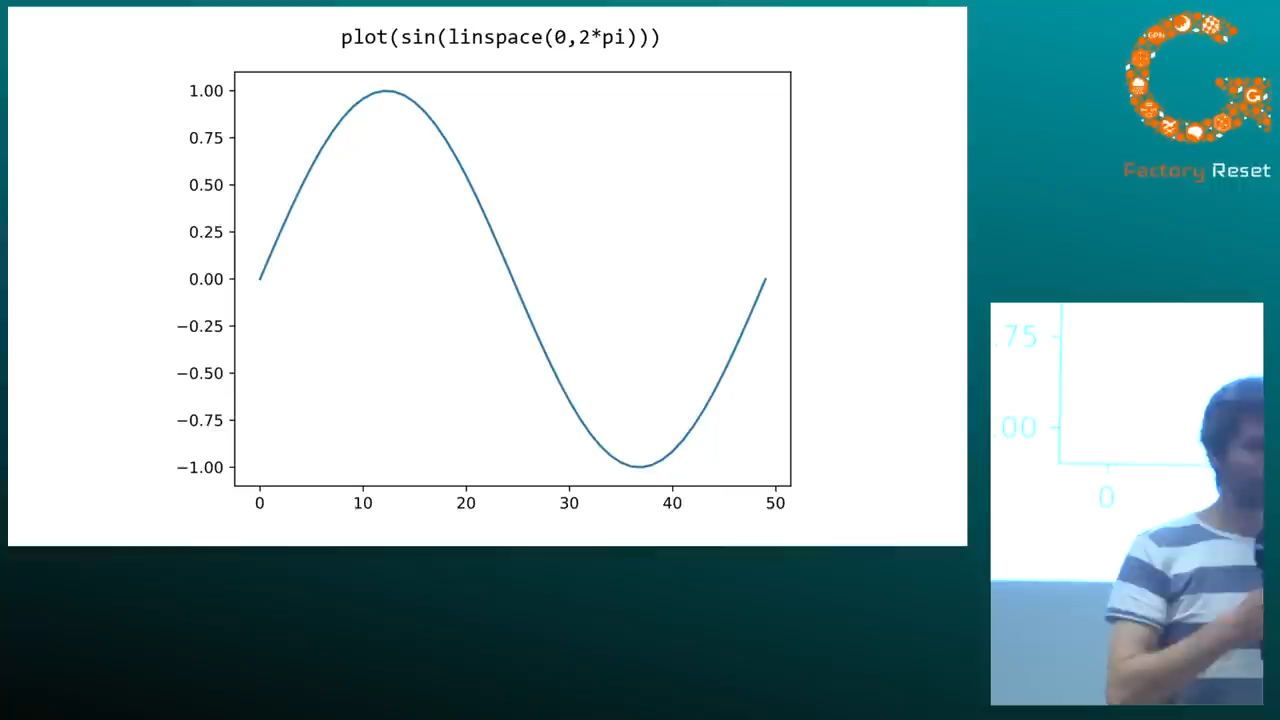 plot(sin(linspace(0,2*pi)))
1.00
0.75
0.50
0.25
0.00
−0.25
−0.50
−0.75
−1.00
0 10 20 30 40 50
GPN
G
Factory Reset
.75
.00
0